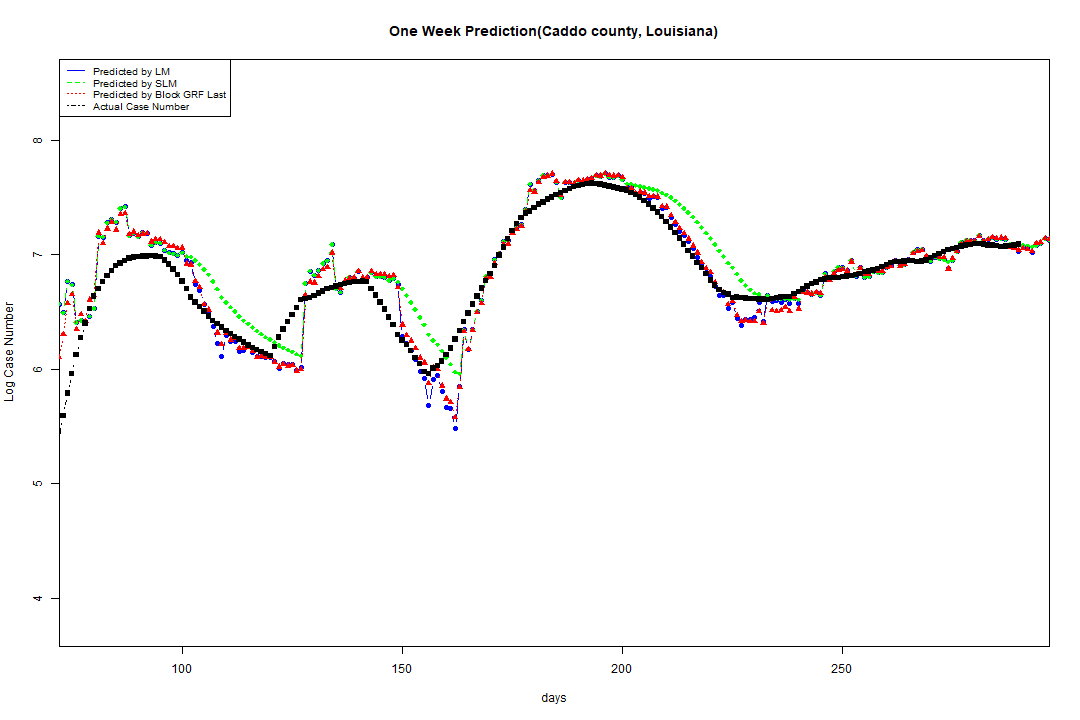 One Week Prediction(Caddo county, Louisiana)
Predicted by LM
Predicted by SLM
Predicted by Block GRF Last
Actual Case Number
8
7
6
5
4
Log Case Number
100 150 200 250
days